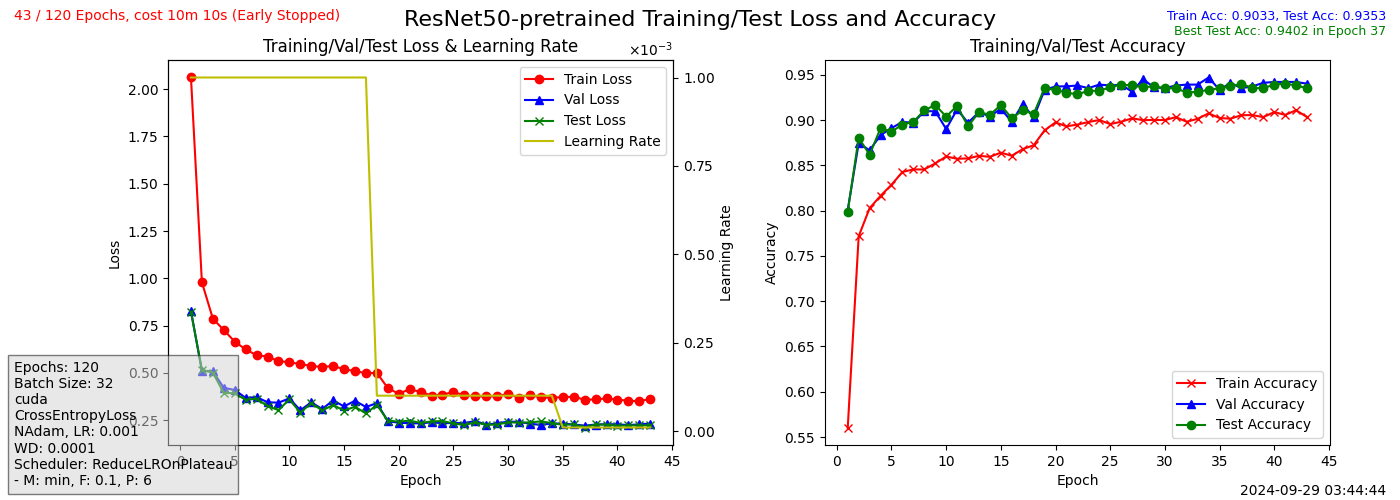 43 / 120 Epochs, cost 10m 10s (Early Stopped)
ResNet50-pretrained Training/Test Loss and Accuracy
Train Acc: 0.9033, Test Acc: 0.9353
Best Test Acc: 0.9402 in Epoch 37
Training/Val/Test Loss & Learning Rate
×10⁻³
Train Loss
Val Loss
Test Loss
Learning Rate
2.00
1.75
1.50
1.25
1.00
0.75
0.50
0.25
Loss
1.00
0.75
0.50
0.25
0.00
Learning Rate
0 5 10 15 20 25 30 35 40 45
Epoch
Epochs: 120
Batch Size: 32
cuda
CrossEntropyLoss
NAdam, LR: 0.001
WD: 0.0001
Scheduler: ReduceLROnPlateau
- M: min, F: 0.1, P: 6
Training/Val/Test Accuracy
0.95
0.90
0.85
0.80
0.75
0.70
0.65
0.60
0.55
Accuracy
Train Accuracy
Val Accuracy
Test Accuracy
0 5 10 15 20 25 30 35 40 45
Epoch
2024-09-29 03:44:44